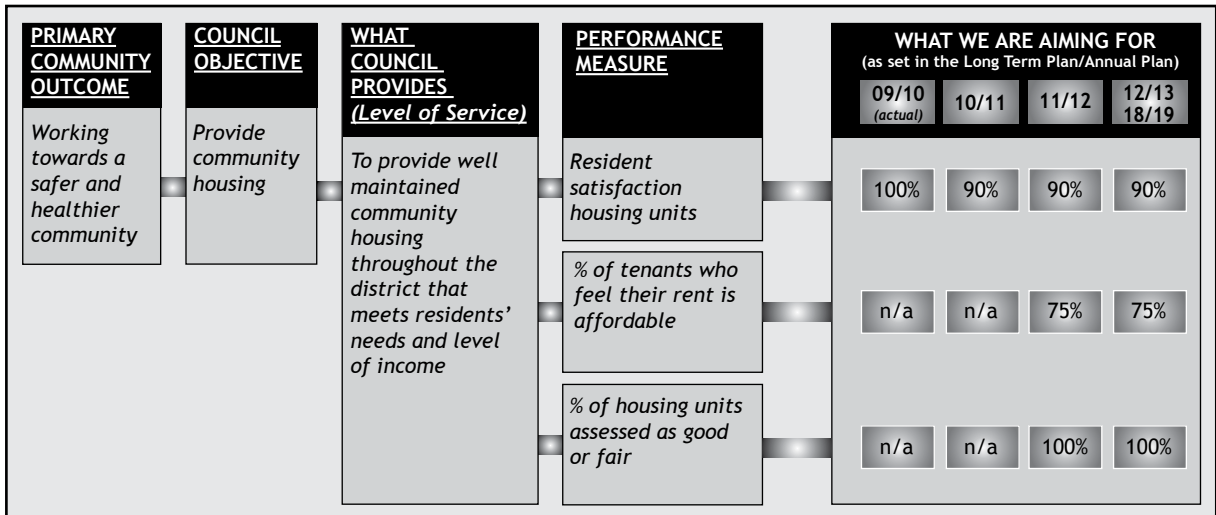 PRIMARY
COMMUNITY
OUTCOME
Working
towards a
safer and
healthier
community
COUNCIL
OBJECTIVE
Provide
community
housing
WHAT
COUNCIL
PROVIDES
(Level of Service)
To provide well
maintained
community
housing
throughout the
district that
meets residents’
needs and level
of income
PERFORMANCE
MEASURE
WHAT WE ARE AIMING FOR
(as set in the Long Term Plan/Annual Plan)
09/10
(actual)
10/11
11/12
12/13
18/19
Resident
satisfaction
housing units
100% 90% 90% 90%
% of tenants who
feel their rent is
affordable
n/a n/a 75% 75%
% of housing units
assessed as good
or fair
n/a n/a 100% 100%